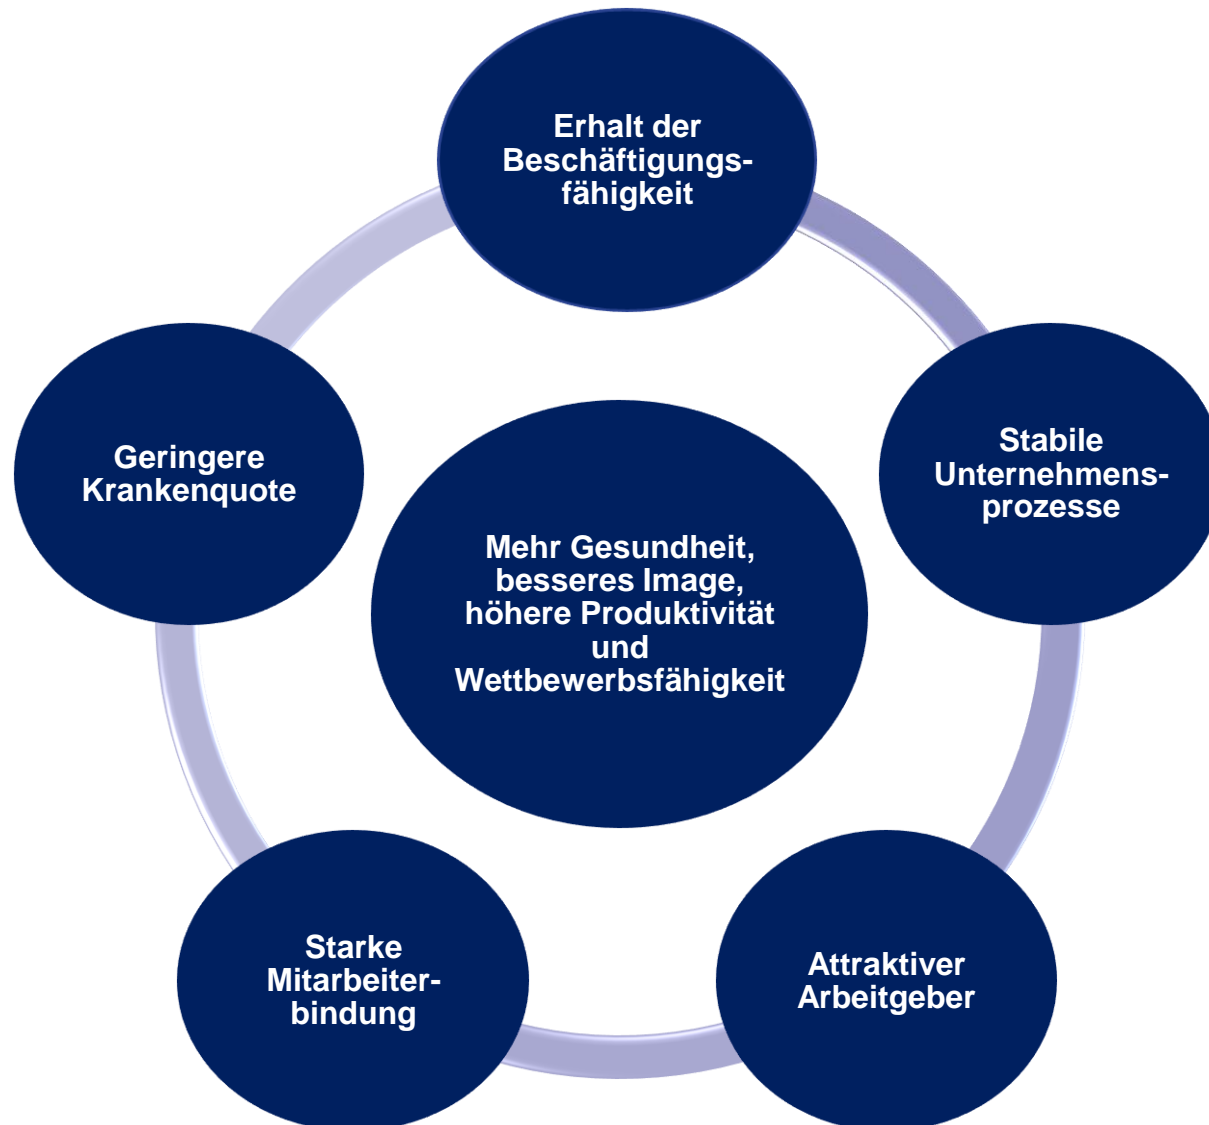 Erhalt der
Beschäftigungs-
fähigkeit
Stabile
Unternehmens-
prozesse
Geringere
Krankenquote
Mehr Gesundheit,
besseres Image,
höhere Produktivität
und
Wettbewerbsfähigkeit
Starke
Mitarbeiter-
bindung
Attraktiver
Arbeitgeber